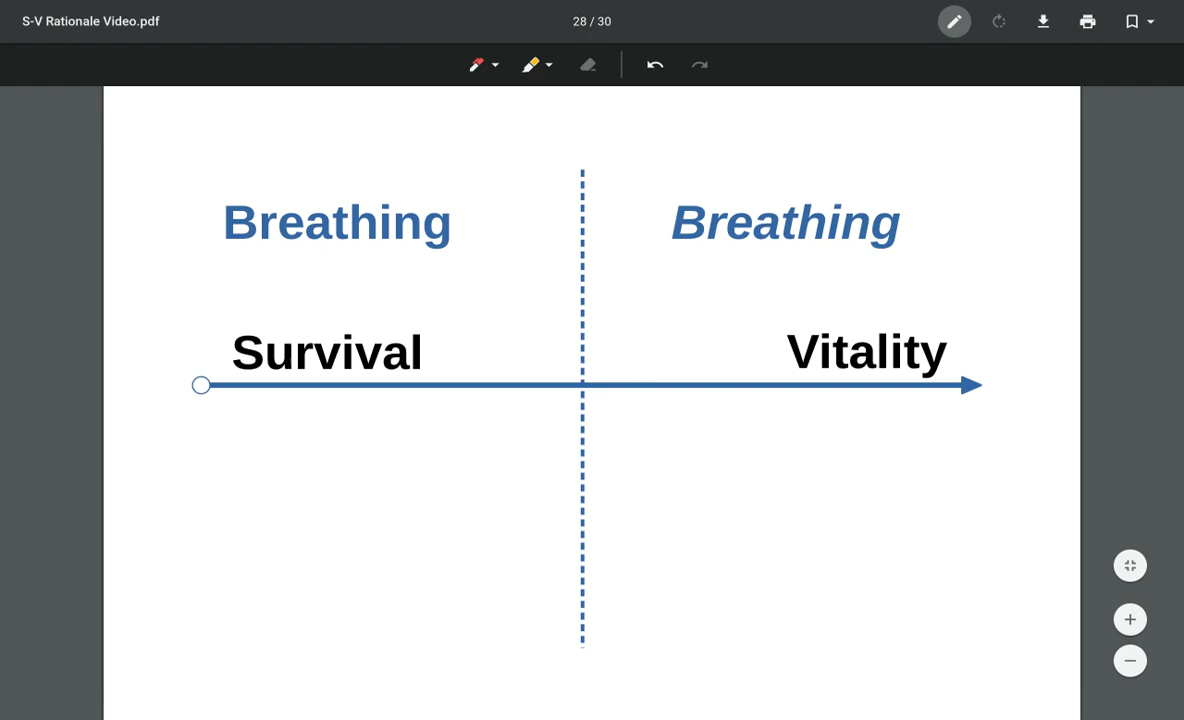 S-V Rationale Video.pdf
28 / 30
Breathing
Breathing
Survival
Vitality